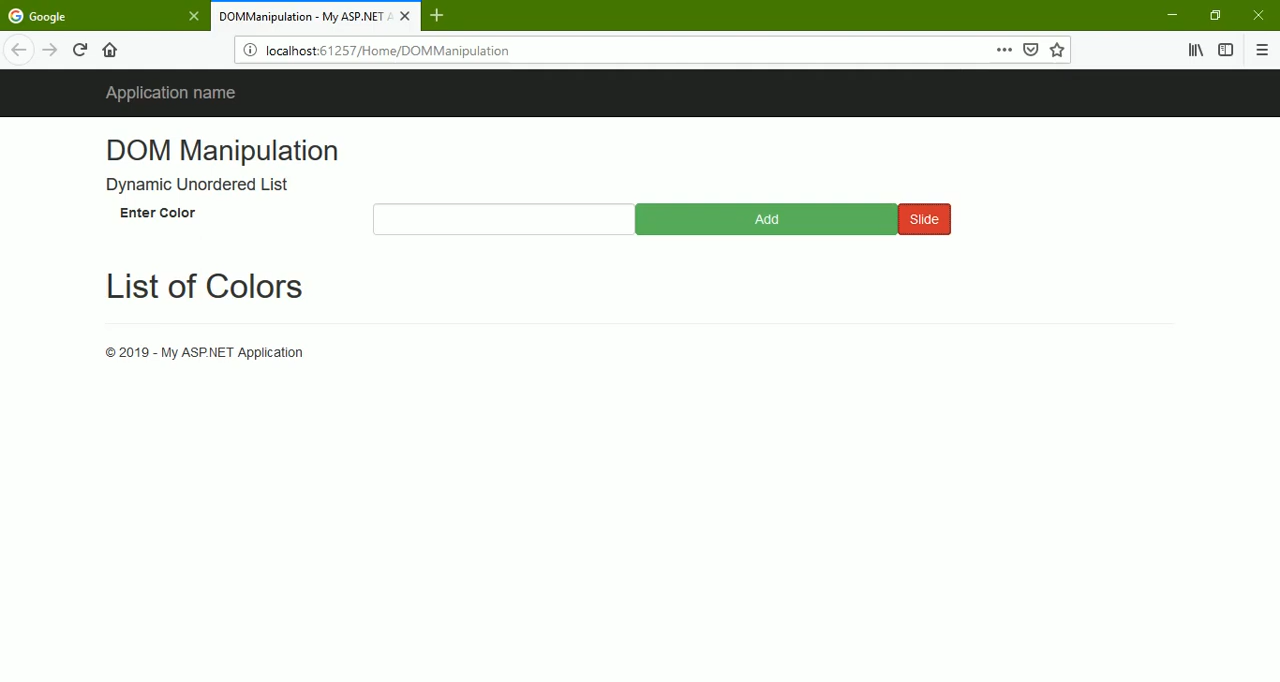 Google
DOMManipulation - My ASP.NET A
localhost:61257/Home/DOMManipulation
Application name
DOM Manipulation
Dynamic Unordered List
Enter Color
Add
Slide
List of Colors
© 2019 - My ASP.NET Application